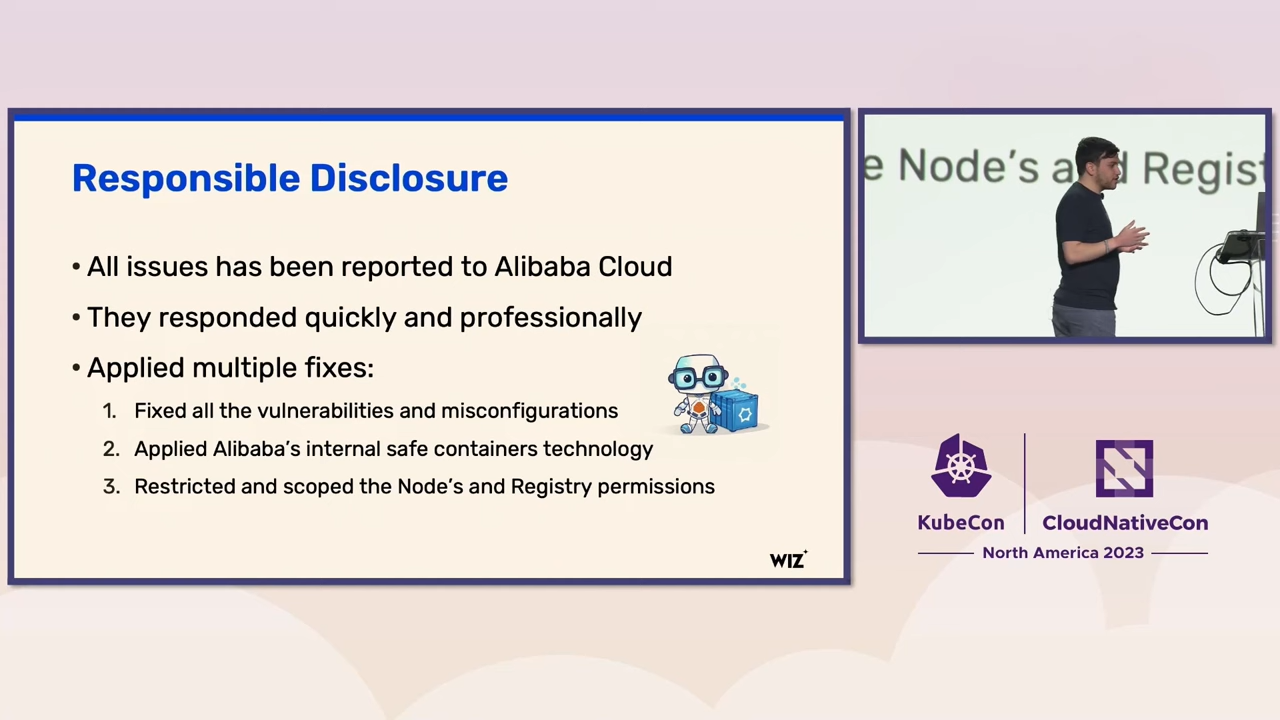 Responsible Disclosure
• All issues has been reported to Alibaba Cloud
• They responded quickly and professionally
• Applied multiple fixes:
1. Fixed all the vulnerabilities and misconfigurations
2. Applied Alibaba's internal safe containers technology
3. Restricted and scoped the Node's and Registry permissions
WIZ
e Node's and Regist
KubeCon
CloudNativeCon
North America 2023